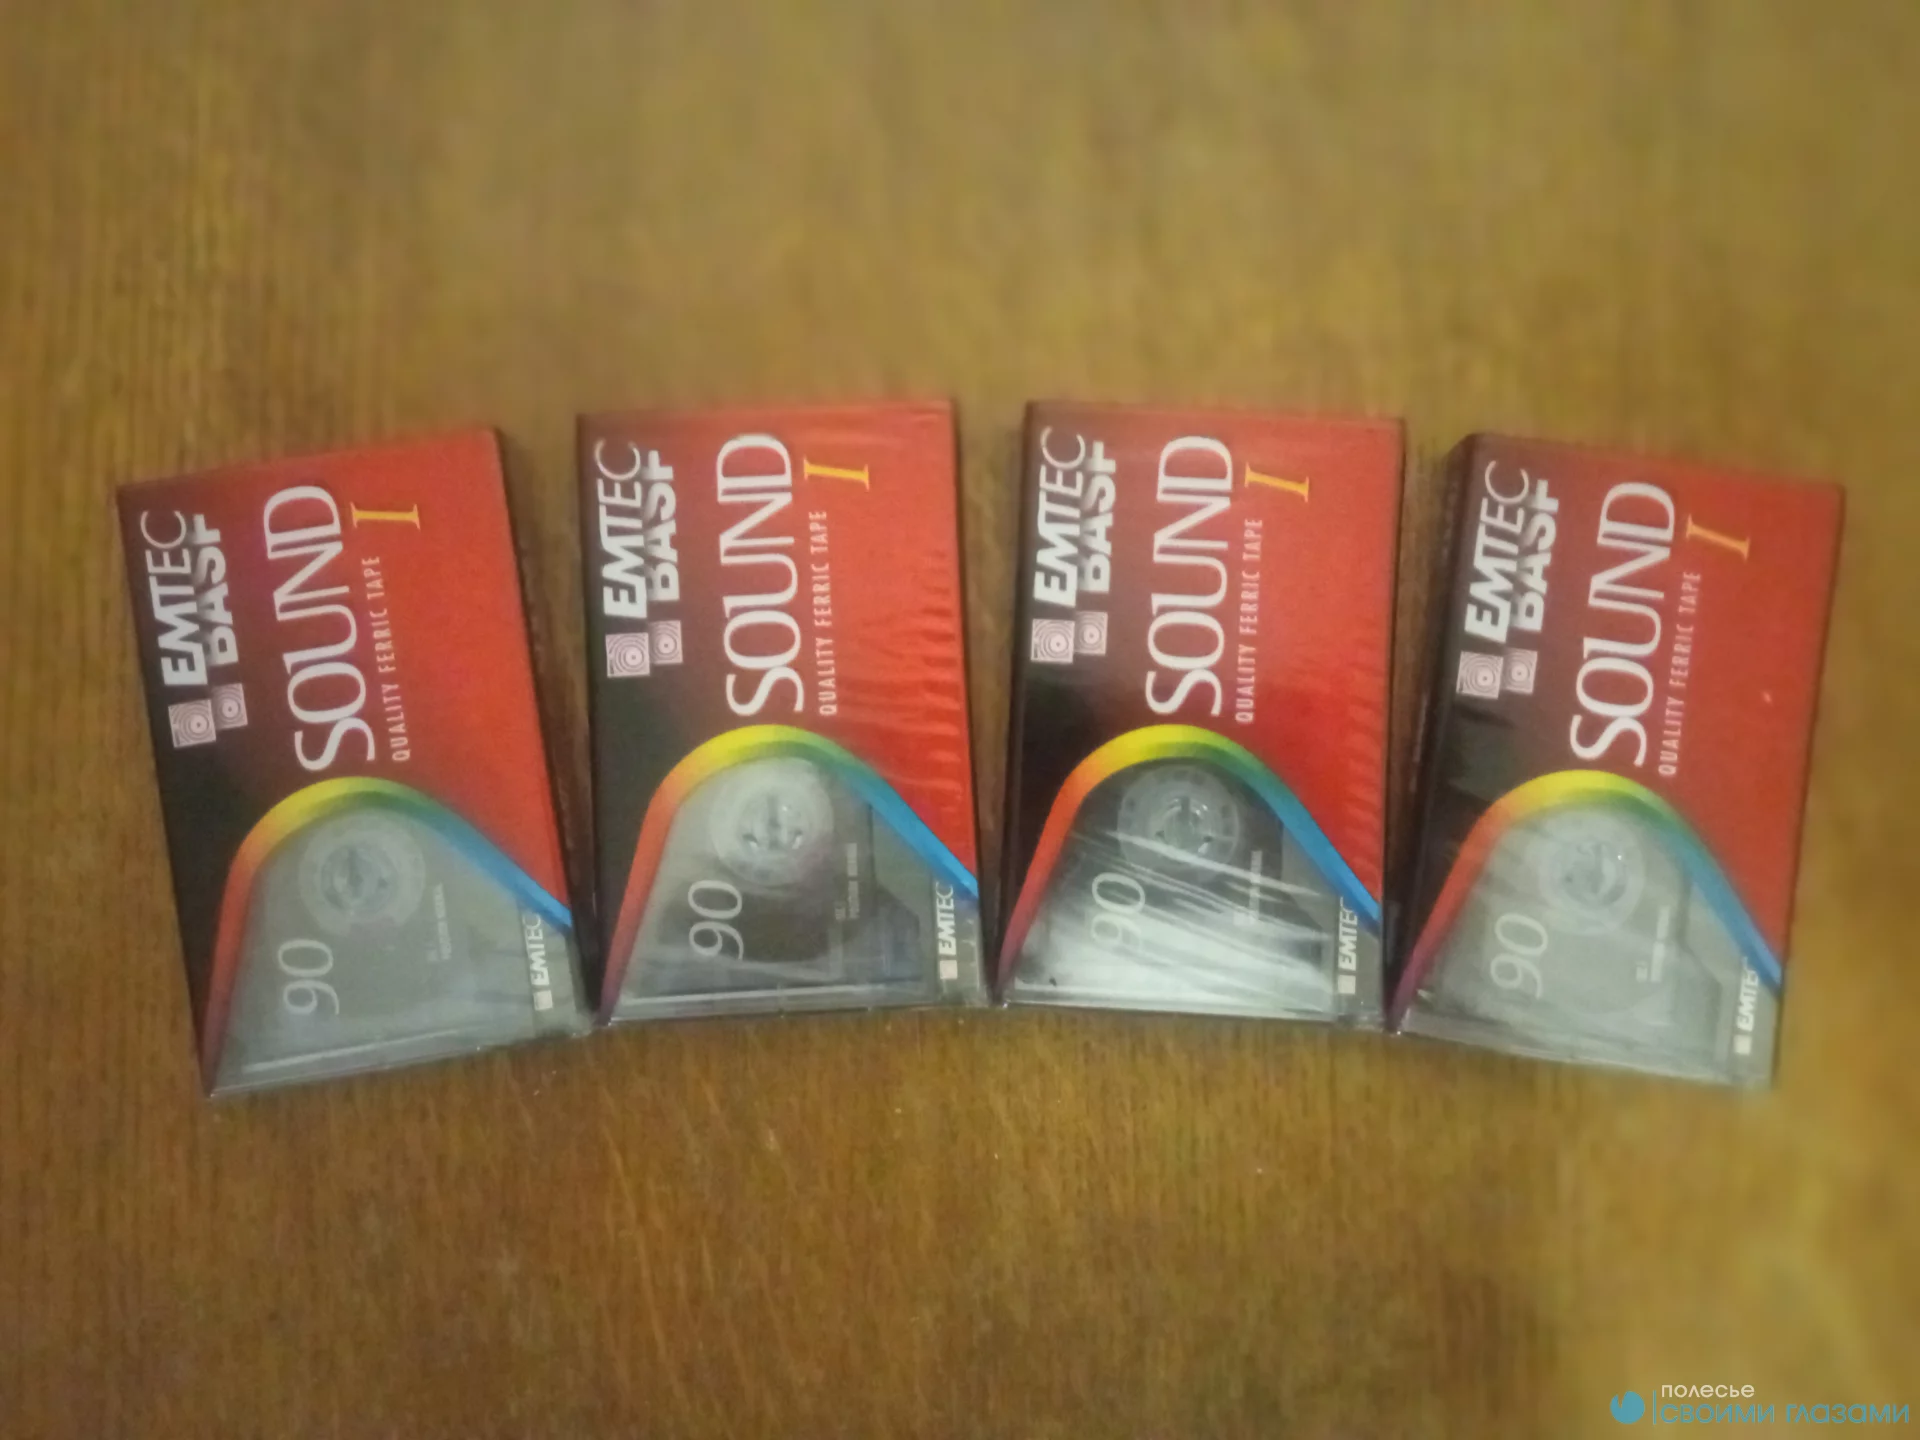 EMTEC
BASF
SOUND
I
QUALITY FERRIC TAPE
90
EMTEC
EMTEC
BASF
SOUND
I
QUALITY FERRIC TAPE
90
EMTEC
EMTEC
BASF
SOUND
I
QUALITY FERRIC TAPE
90
EMTEC
EMTEC
BASF
SOUND
I
QUALITY FERRIC TAPE
90
EMTEC
полесье
своими глазами